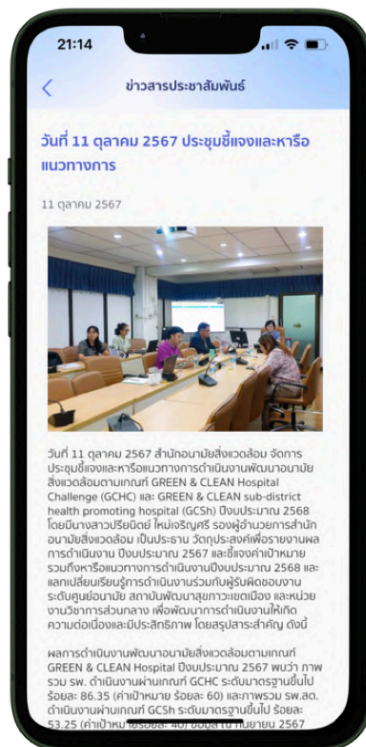 21:14
ข่าวสารประชาสัมพันธ์
วันที่ 11 ตุลาคม 2567 ประชุมชี้แจงและหารือ
แนวทางการ
11 ตุลาคม 2567
วันที่ 11 ตุลาคม 2567 สำนักอนามัยสิ่งแวดล้อม จัดการ
ประชุมชี้แจงและหารือแนวทางการดำเนินงานพัฒนาอนามัย
สิ่งแวดล้อมตามเกณฑ์ GREEN & CLEAN Hospital
Challenge (GCHC) และ GREEN & CLEAN sub-district
health promoting hospital (GCSh) ปีงบประมาณ 2568
โดยมีนางสาวปรียนิตย์ ใหม่เจริญศรี รองผู้อำนวยการสำนัก
อนามัยสิ่งแวดล้อม เป็นประธาน วัตถุประสงค์เพื่อรายงานผล
การดำเนินงาน ปีงบประมาณ 2567 และชี้แจงค่าเป้าหมาย
รวมถึงหารือแนวทางการดำเนินงานปีงบประมาณ 2568 และ
แลกเปลี่ยนเรียนรู้การดำเนินงานร่วมกับผู้รับผิดชอบงาน
ระดับศูนย์อนามัย สถาบันพัฒนาสุขภาวะเขตเมือง และหน่วย
งานวิชาการส่วนกลาง เพื่อพัฒนาการดำเนินงานให้เกิด
ความต่อเนื่องและมีประสิทธิภาพ โดยสรุปสาระสำคัญ ดังนี้
ผลการดำเนินงานพัฒนาอนามัยสิ่งแวดล้อมตามเกณฑ์
GREEN & CLEAN Hospital ปีงบประมาณ 2567 พบว่า ภาพ
รวม รพ. ดำเนินงานผ่านเกณฑ์ GCHC ระดับมาตรฐานขึ้นไป
ร้อยละ 86.35 (ค่าเป้าหมาย ร้อยละ 60) และภาพรวม รพ.สต.
ดำเนินงานผ่านเกณฑ์ GCSh ระดับมาตรฐานขึ้นไป ร้อยละ
53.25 (ค่าเป้าหมายร้อยละ 40) ข้อมูล ณ กันยายน 2567